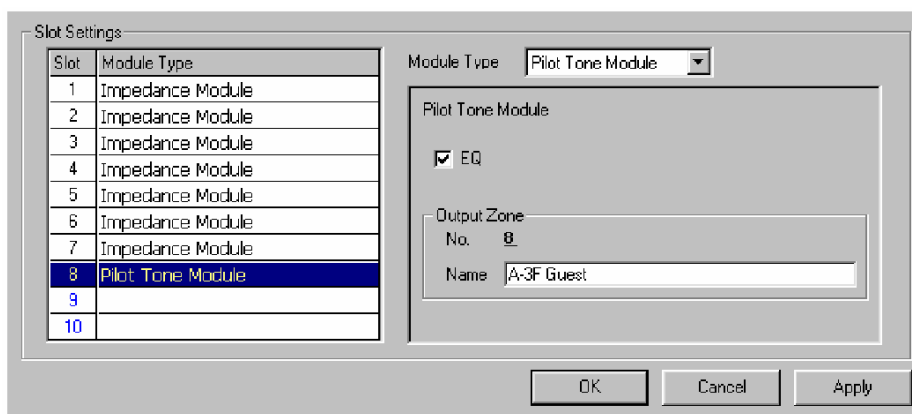 Slot Settings
Slot Module Type
1 Impedance Module
2 Impedance Module
3 Impedance Module
4 Impedance Module
5 Impedance Module
6 Impedance Module
7 Impedance Module
8 Pilot Tone Module
9
10
Module Type Pilot Tone Module
Pilot Tone Module
EQ
Output Zone
No. 8
Name A-3F Guest
OK Cancel Apply